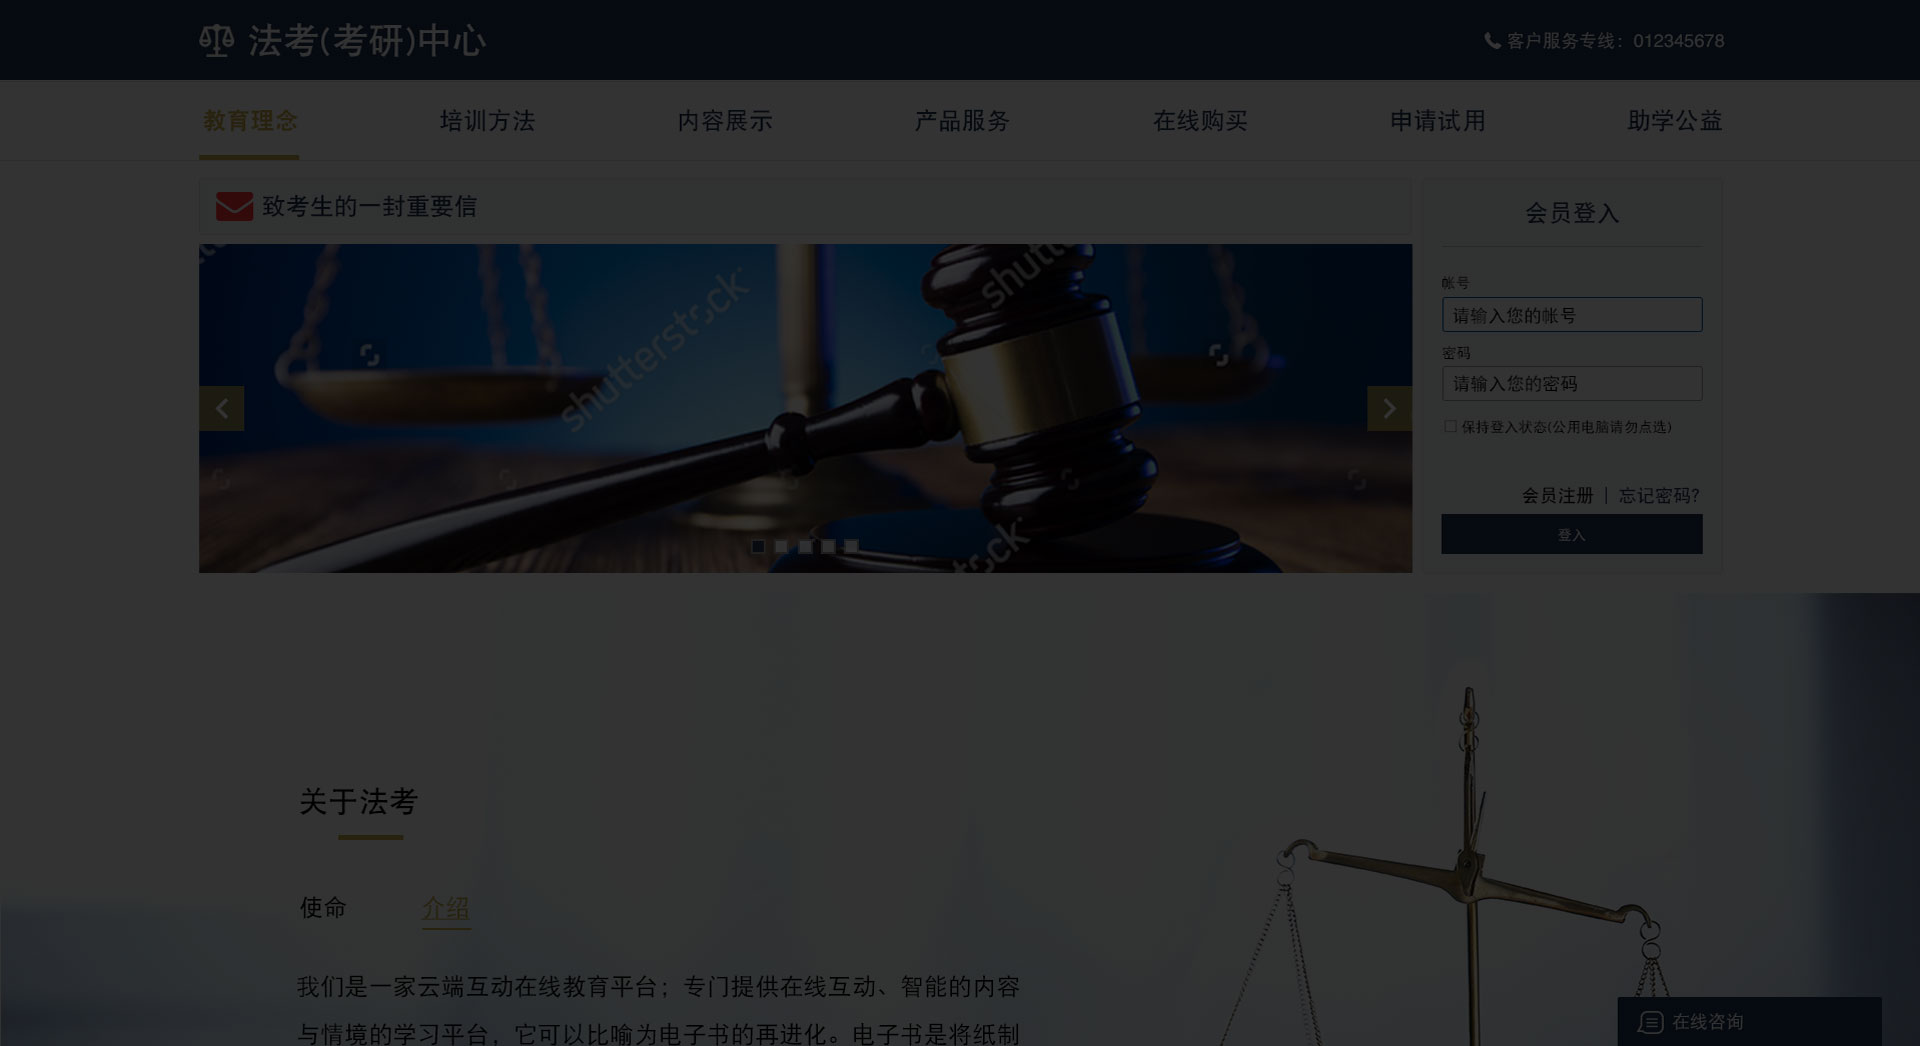 法考(考研)中心
客户服务专线：012345678
教育理念
培训方法
内容展示
产品服务
在线购买
申请试用
助学公益
致考生的一封重要信
shutterstock
会员登入
帐号
请输入您的帐号
密码
请输入您的密码
保持登入状态(公用电脑请勿点选)
会员注册 | 忘记密码?
登入
关于法考
使命
介绍
我们是一家云端互动在线教育平台；专门提供在线互动、智能的内容
与情境的学习平台，它可以比喻为电子书的再进化。电子书是将纸制
在线咨询